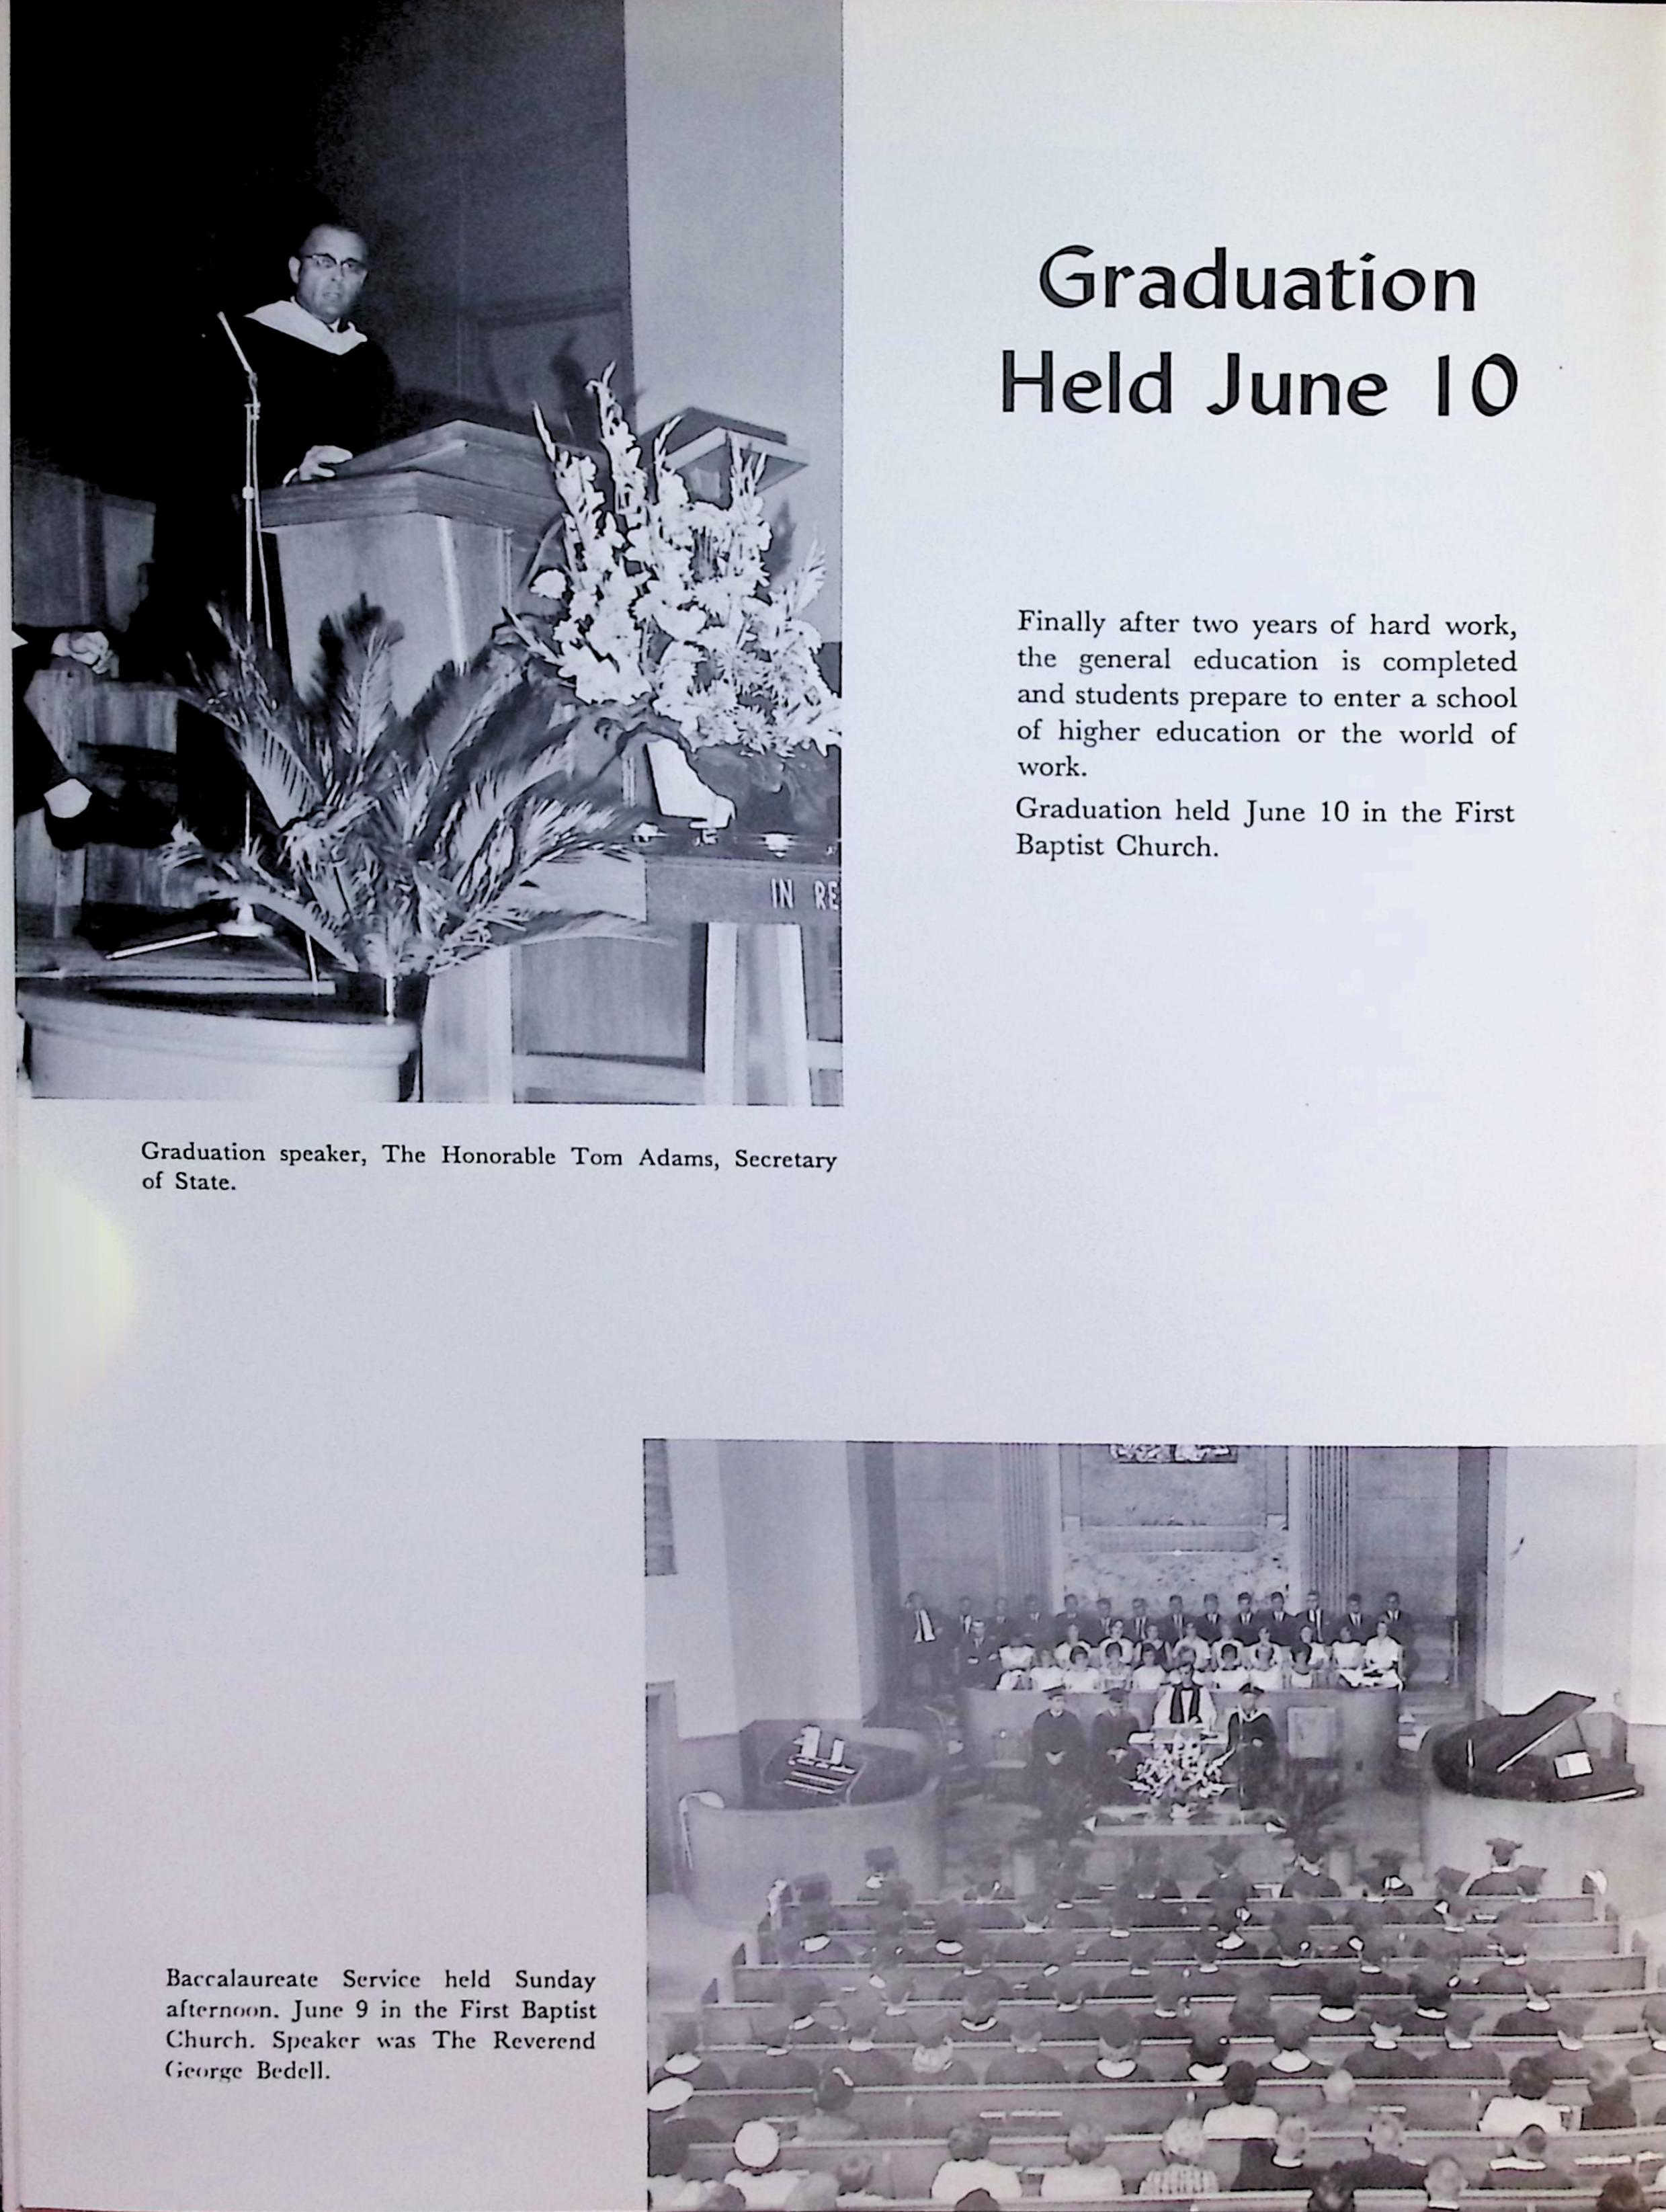 Graduation
Held June 10
Finally after two years of hard work,
the general education is completed
and students prepare to enter a school
of higher education or the world of
work.
Graduation held June 10 in the First
Baptist Church.
IN RE
Graduation speaker, The Honorable Tom Adams, Secretary
of State.
Baccalaureate Service held Sunday
afternoon. June 9 in the First Baptist
Church. Speaker was The Reverend
George Bedell.